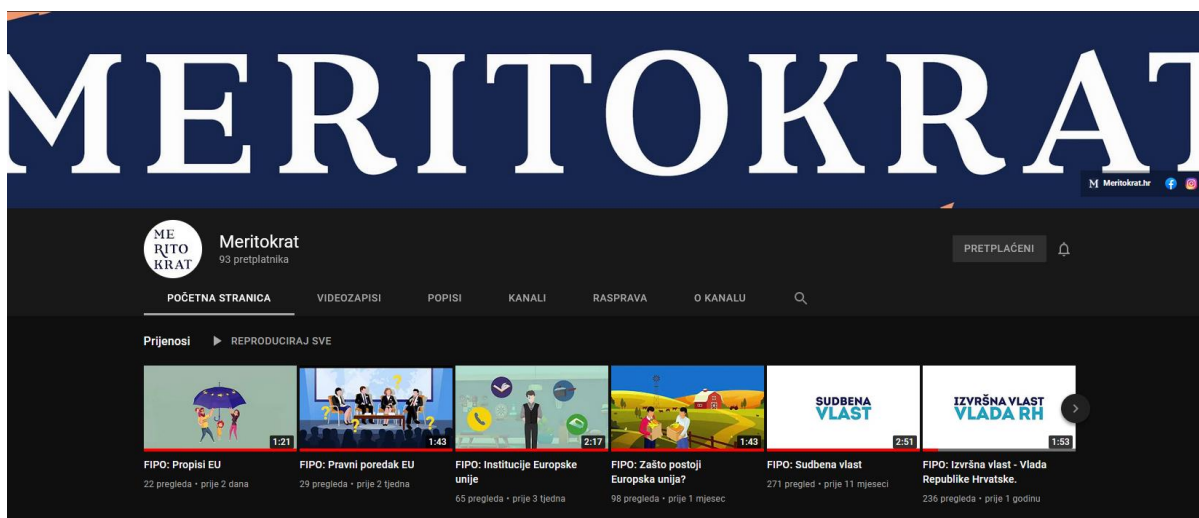 MERITOKRAT
Meritokrat.hr
ME
RITO
KRAT
Meritokrat
93 pretplatnika
PRETPLAĆENI
POČETNA STRANICA VIDEOZAPISI POPISI KANALI RASPRAVA O KANALU
Prijenosi REPRODUCIRAJ SVE
1:21
FIPO: Propisi EU
22 pregleda • prije 2 dana
1:43
FIPO: Pravni poredak EU
29 pregleda • prije 2 tjedna
2:17
FIPO: Institucije Europske
unije
65 pregleda • prije 3 tjedna
1:43
FIPO: Zašto postoji
Europska unija?
98 pregleda • prije 1 mjesec
SUDBENA
VLAST
2:51
FIPO: Sudbena vlast
271 pregled • prije 11 mjeseci
IZVRŠNA VLAST
VLADA RH
1:53
FIPO: Izvršna vlast - Vlada
Republike Hrvatske.
236 pregleda • prije 1 godinu